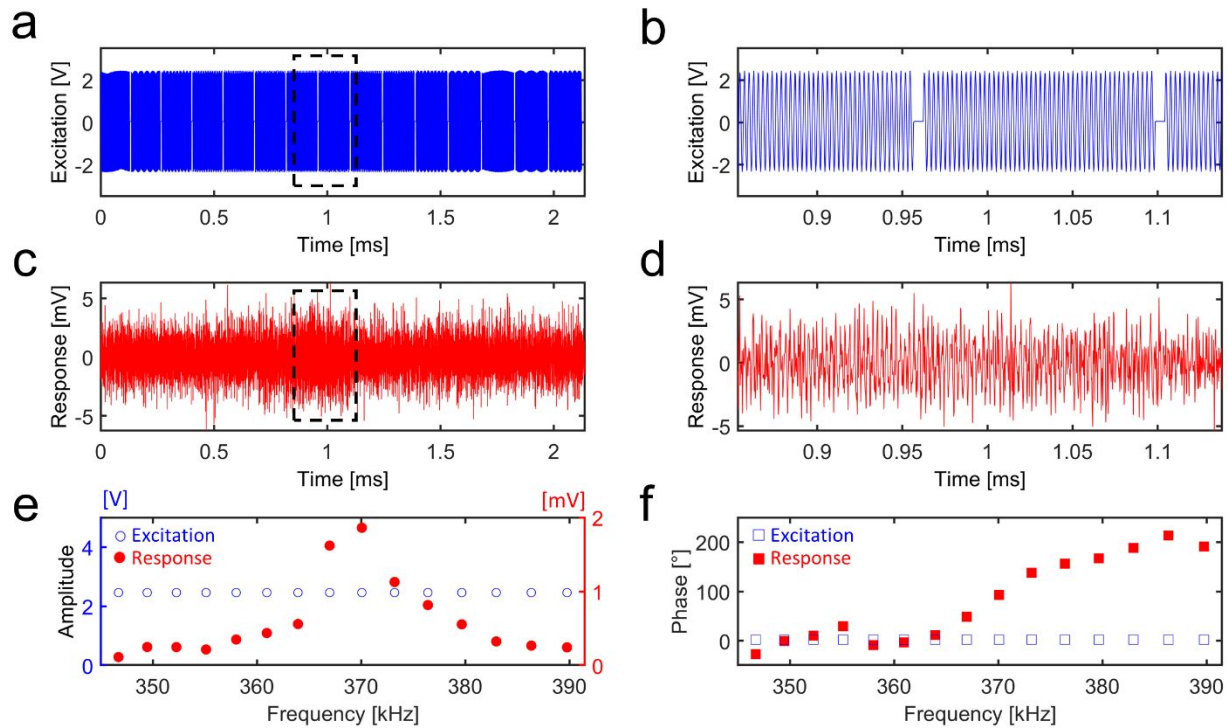 a
b
Excitation [V]
2
0
-2
0 0.5 1 1.5 2
Time [ms]
Excitation [V]
2
0
-2
0.9 0.95 1 1.05 1.1
Time [ms]
c
d
Response [mV]
5
0
-5
0 0.5 1 1.5 2
Time [ms]
Response [mV]
5
0
-5
0.9 0.95 1 1.05 1.1
Time [ms]
e
f
[V]
[mV]
Amplitude
4
2
0
Excitation
Response
2
1
0
350 360 370 380 390
Frequency [kHz]
Phase [°]
200
100
0
Excitation
Response
350 360 370 380 390
Frequency [kHz]